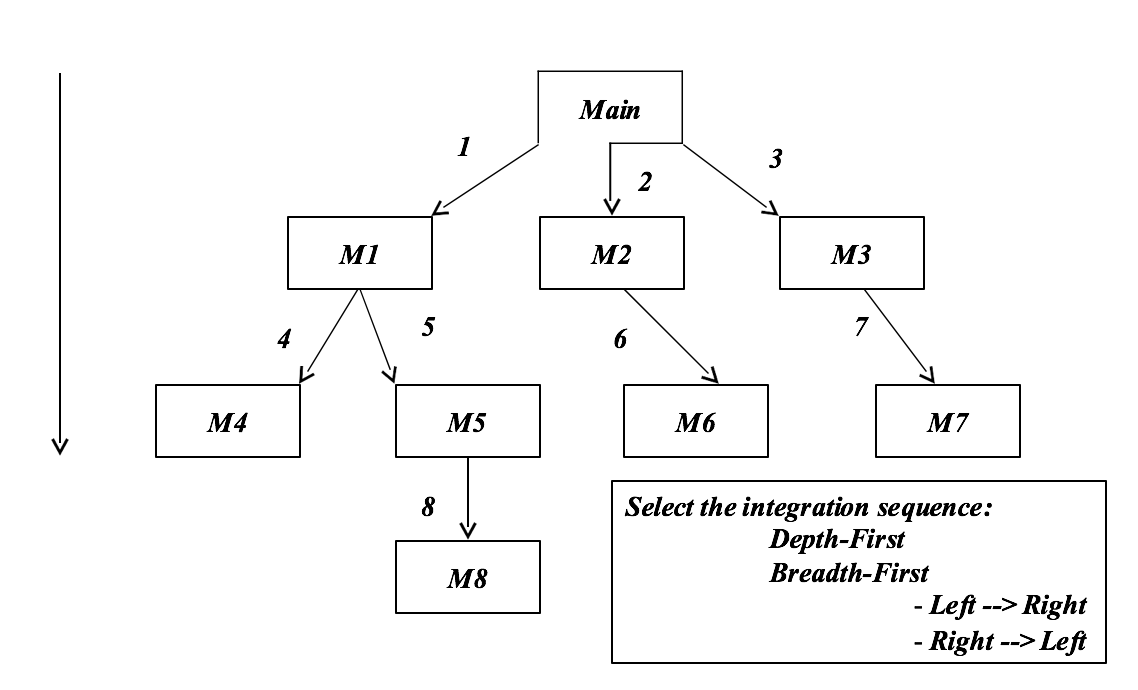 Main
1
2
3
M1
M2
M3
4
5
6
7
M4
M5
M6
M7
8
M8
Select the integration sequence:
Depth-First
Breadth-First
- Left --> Right
- Right --> Left